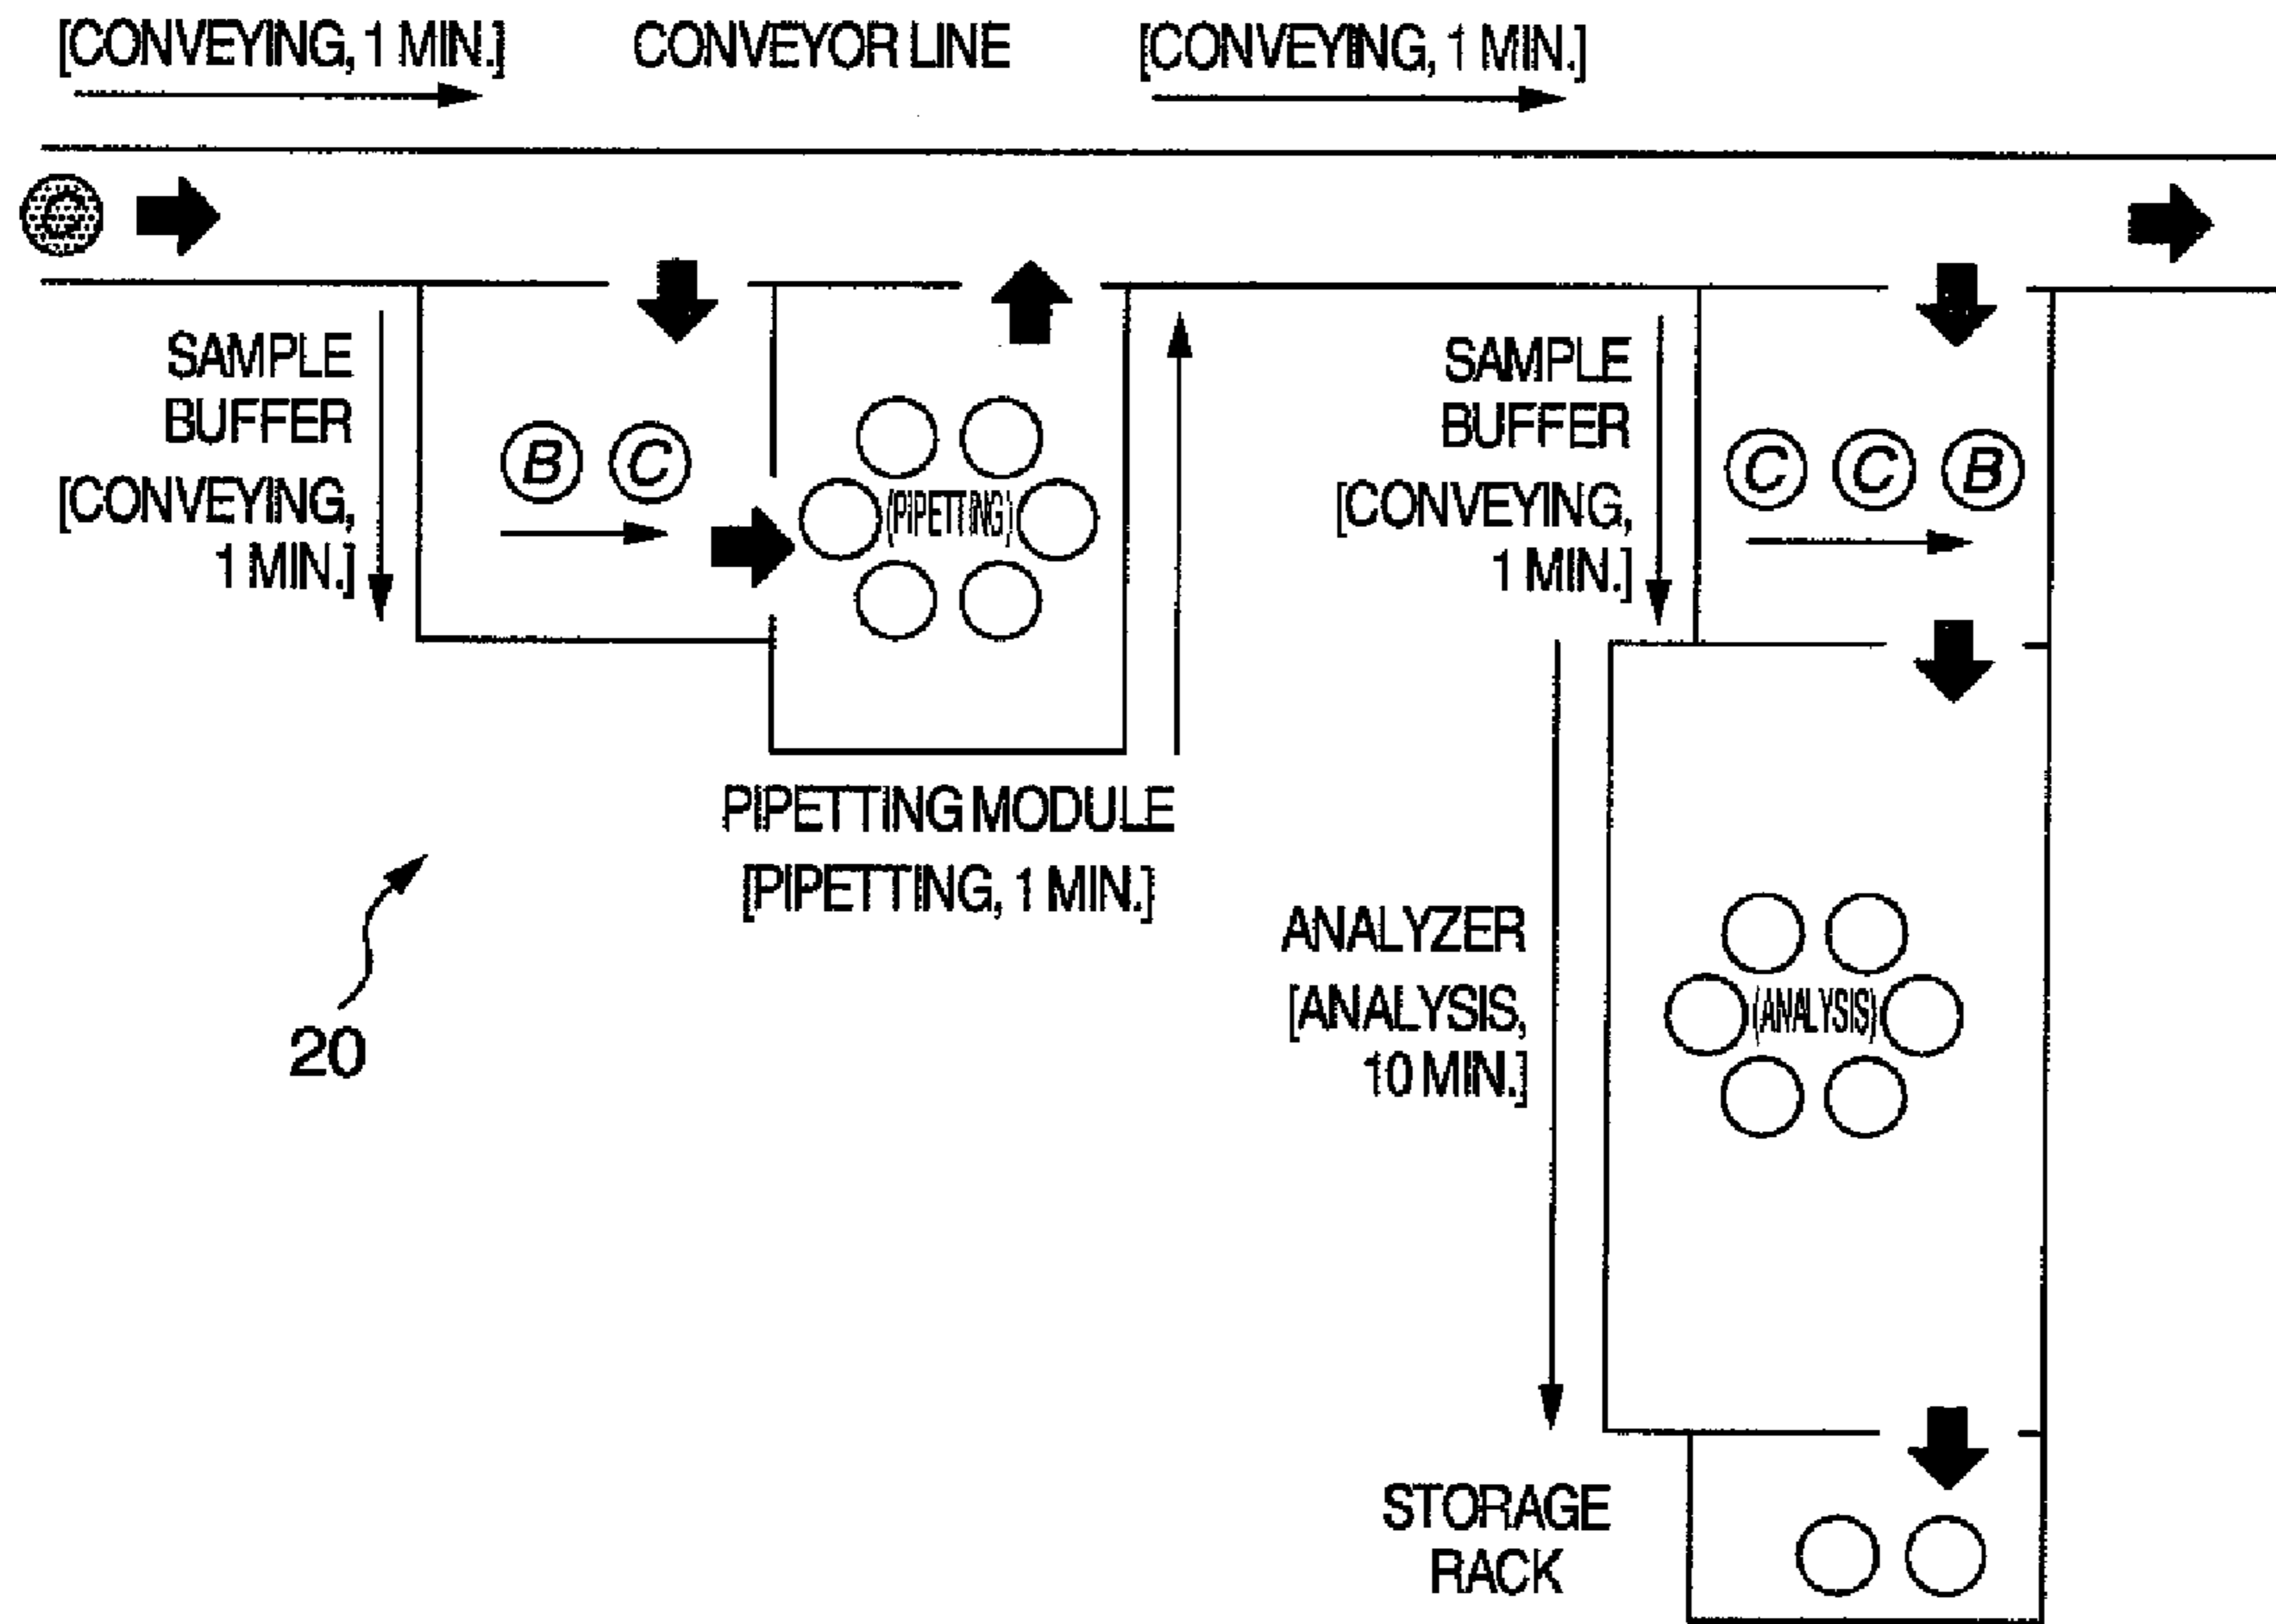 [CONVEYING, 1 MIN.]
CONVEYOR LINE
[CONVEYING, 1 MIN.]
C
SAMPLE
BUFFER
[CONVEYING,
1 MIN.]
B C
(PIPETTING)
PIPETTING MODULE
[PIPETTING, 1 MIN.]
SAMPLE
BUFFER
[CONVEYING,
1 MIN.]
C C B
20
ANALYZER
[ANALYSIS,
10 MIN.]
(ANALYSIS)
STORAGE
RACK